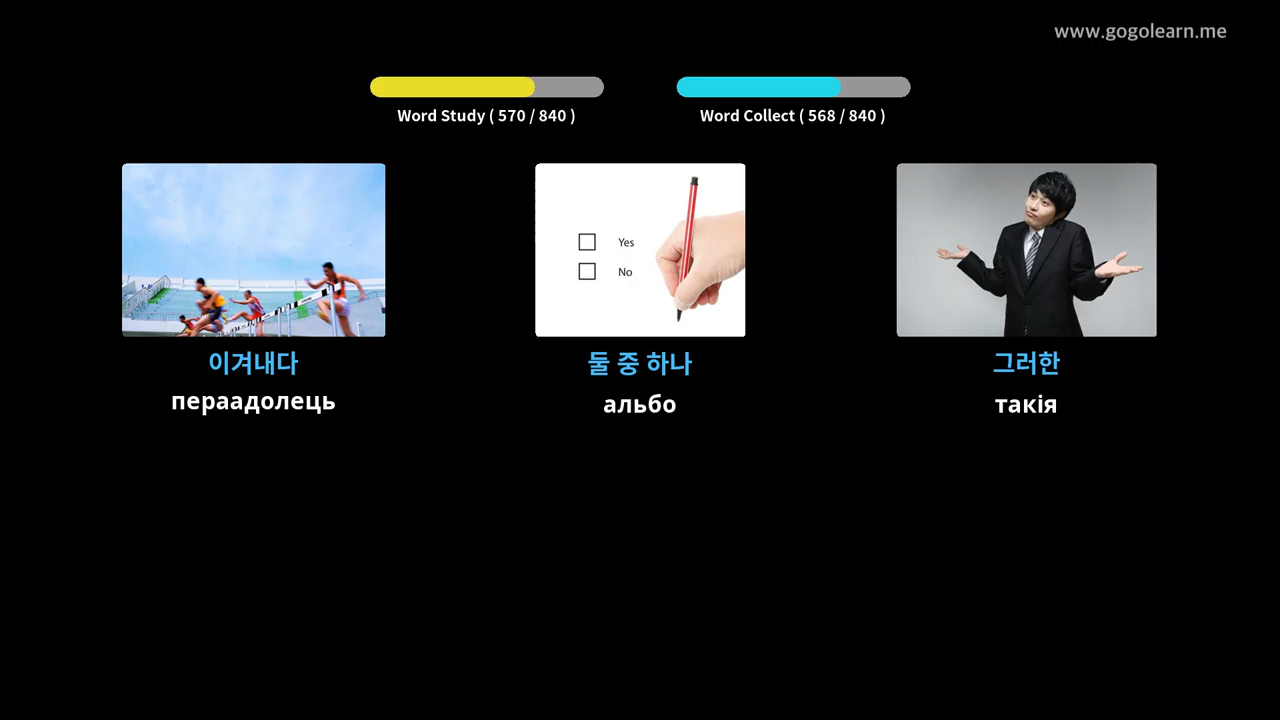 www.gogolearn.me
Word Study ( 570 / 840 )
Word Collect ( 568 / 840 )
Yes
No
이겨내다
둘 중 하나
그러한
пераадолець
альбо
такія